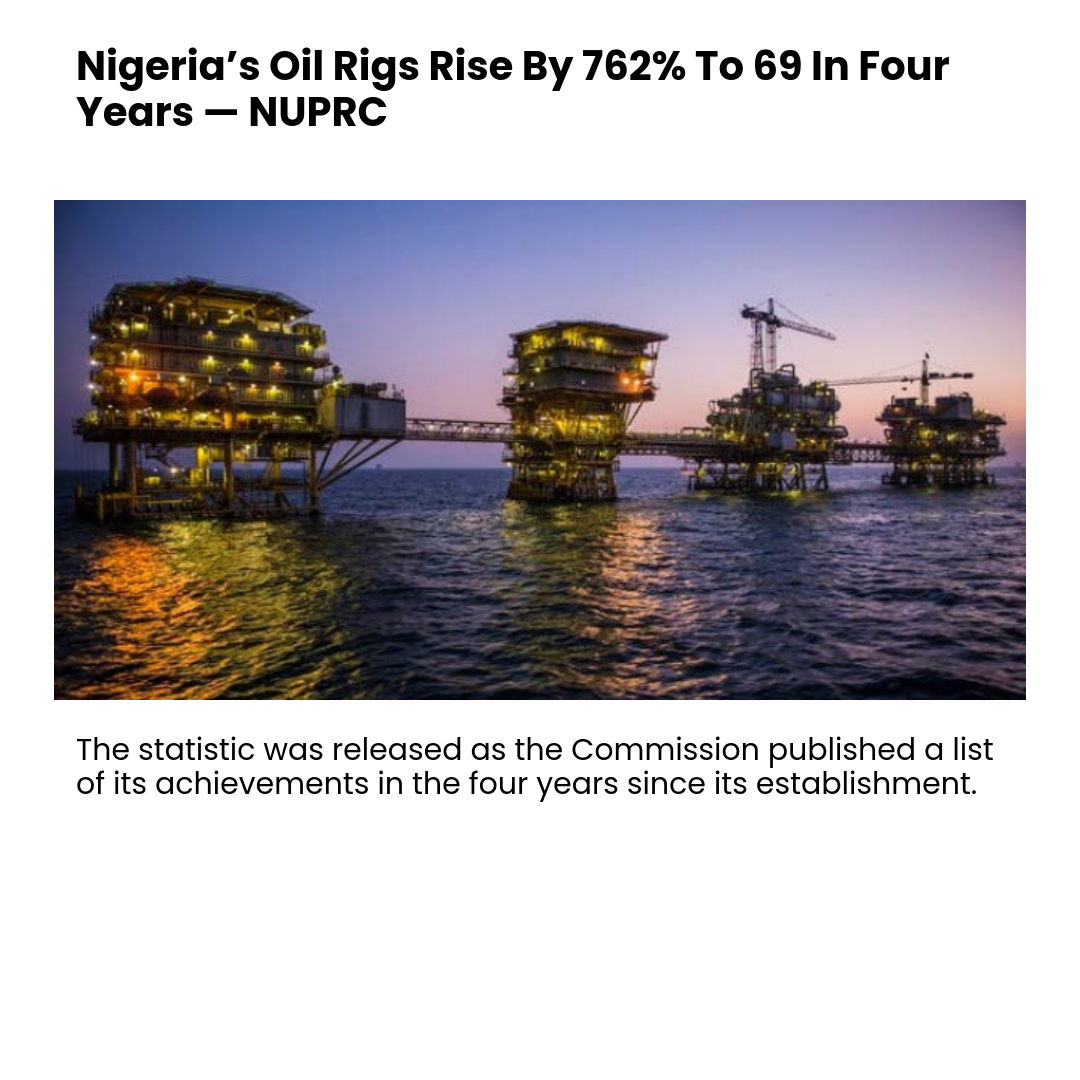 Nigeria’s Oil Rigs Rise By 762% To 69 In Four
Years — NUPRC
The statistic was released as the Commission published a list
of its achievements in the four years since its establishment.